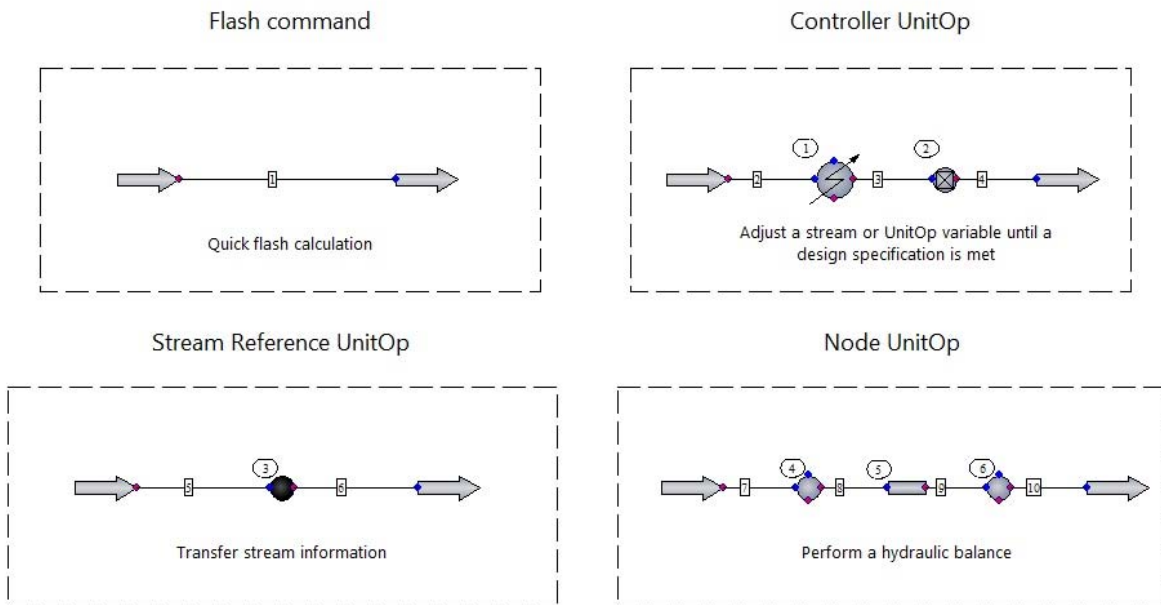 Flash command
Controller UnitOp
1
1
2
2
3
4
Quick flash calculation
Adjust a stream or UnitOp variable until a
design specification is met
Stream Reference UnitOp
Node UnitOp
3
5
6
4
5
6
7
8
9
10
Transfer stream information
Perform a hydraulic balance